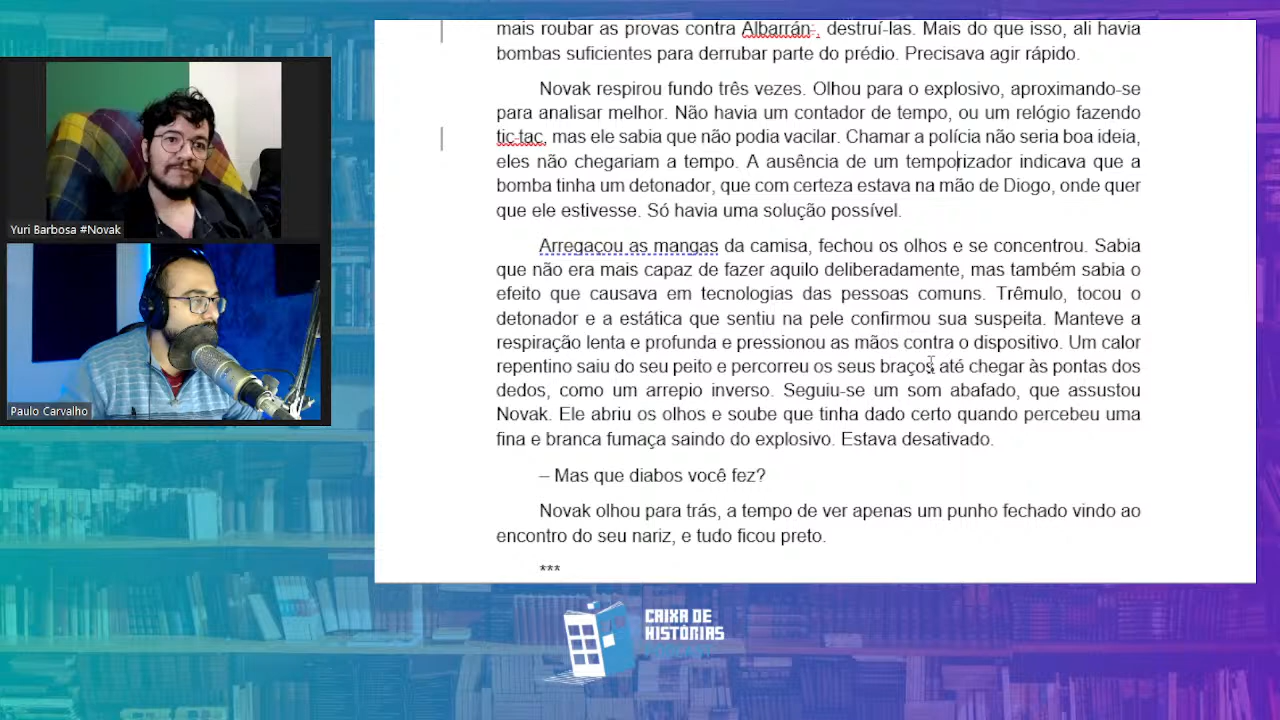 mais roubar as provas contra Albarrán, destruí-las. Mais do que isso, ali havia
bombas suficientes para derrubar parte do prédio. Precisava agir rápido.
Novak respirou fundo três vezes. Olhou para o explosivo, aproximando-se
para analisar melhor. Não havia um contador de tempo, ou um relógio fazendo
tic-tac, mas ele sabia que não podia vacilar. Chamar a polícia não seria boa ideia,
eles não chegariam a tempo. A ausência de um temporizador indicava que a
bomba tinha um detonador, que com certeza estava na mão de Diogo, onde quer
que ele estivesse. Só havia uma solução possível.
Arregaçou as mangas da camisa, fechou os olhos e se concentrou. Sabia
que não era mais capaz de fazer aquilo deliberadamente, mas também sabia o
efeito que causava em tecnologias das pessoas comuns. Trêmulo, tocou o
detonador e a estática que sentiu na pele confirmou sua suspeita. Manteve a
respiração lenta e profunda e pressionou as mãos contra o dispositivo. Um calor
repentino saiu do seu peito e percorreu os seus braços até chegar às pontas dos
dedos, como um arrepio inverso. Seguiu-se um som abafado, que assustou
Novak. Ele abriu os olhos e soube que tinha dado certo quando percebeu uma
fina e branca fumaça saindo do explosivo. Estava desativado.
– Mas que diabos você fez?
Novak olhou para trás, a tempo de ver apenas um punho fechado vindo ao
encontro do seu nariz, e tudo ficou preto.
***
Yuri Barbosa #Novak
Paulo Carvalho
CAIXA DE
HISTÓRIAS
PODCAST